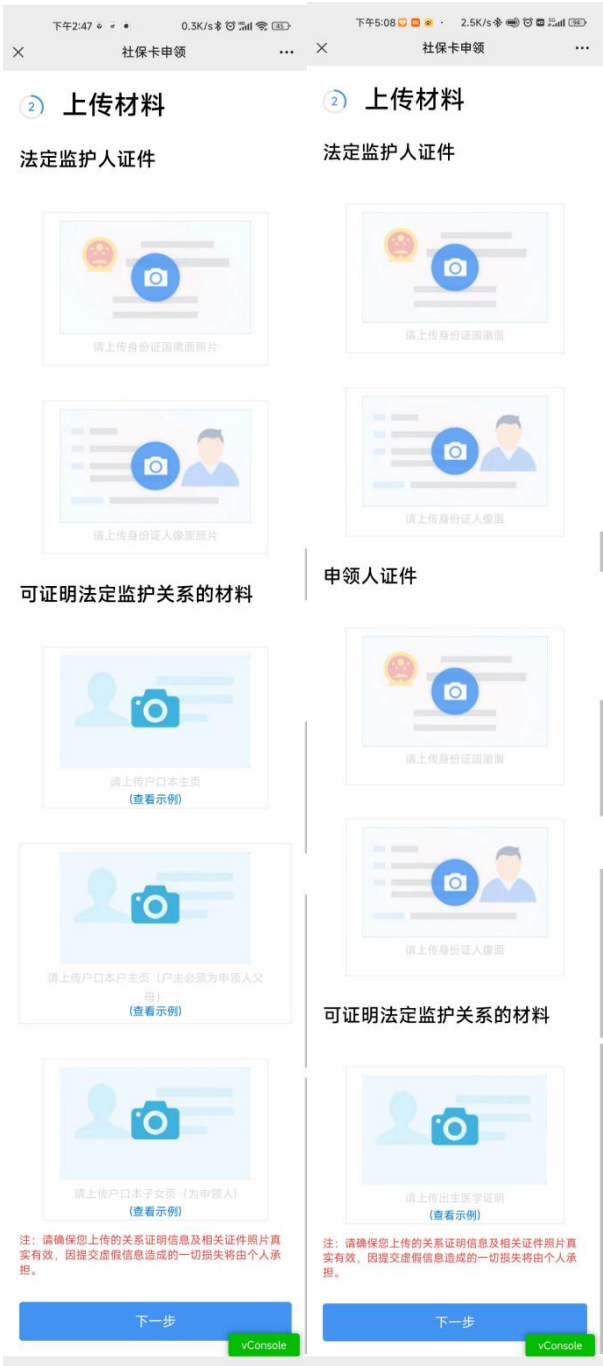 下午2:47
0.3K/s
45
社保卡申领
2
上传材料
法定监护人证件
请上传身份证国徽面照片
请上传身份证人像面照片
可证明法定监护关系的材料
请上传户口本主页
(查看示例)
请上传户口本户主页（户主必须为申领人父
母）
(查看示例)
请上传户口本子女页（为申领人）
(查看示例)
注：请确保您上传的关系证明信息及相关证件照片真
实有效，因提交虚假信息造成的一切损失将由个人承
担。
下一步
vConsole
下午5:08
2.5K/s
94
社保卡申领
2
上传材料
法定监护人证件
请上传身份证国徽面
请上传身份证人像面
申领人证件
请上传身份证国徽面
请上传身份证人像面
可证明法定监护关系的材料
请上传出生医学证明
(查看示例)
注：请确保您上传的关系证明信息及相关证件照片真
实有效，因提交虚假信息造成的一切损失将由个人承
担。
下一步
vConsole